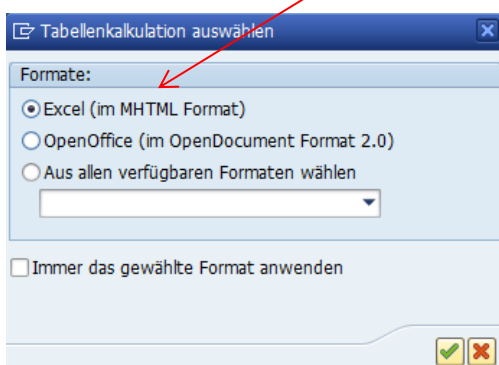 Tabellenkalkulation auswählen
Formate:
Excel (im MHTML Format)
OpenOffice (im OpenDocument Format 2.0)
Aus allen verfügbaren Formaten wählen
Immer das gewählte Format anwenden